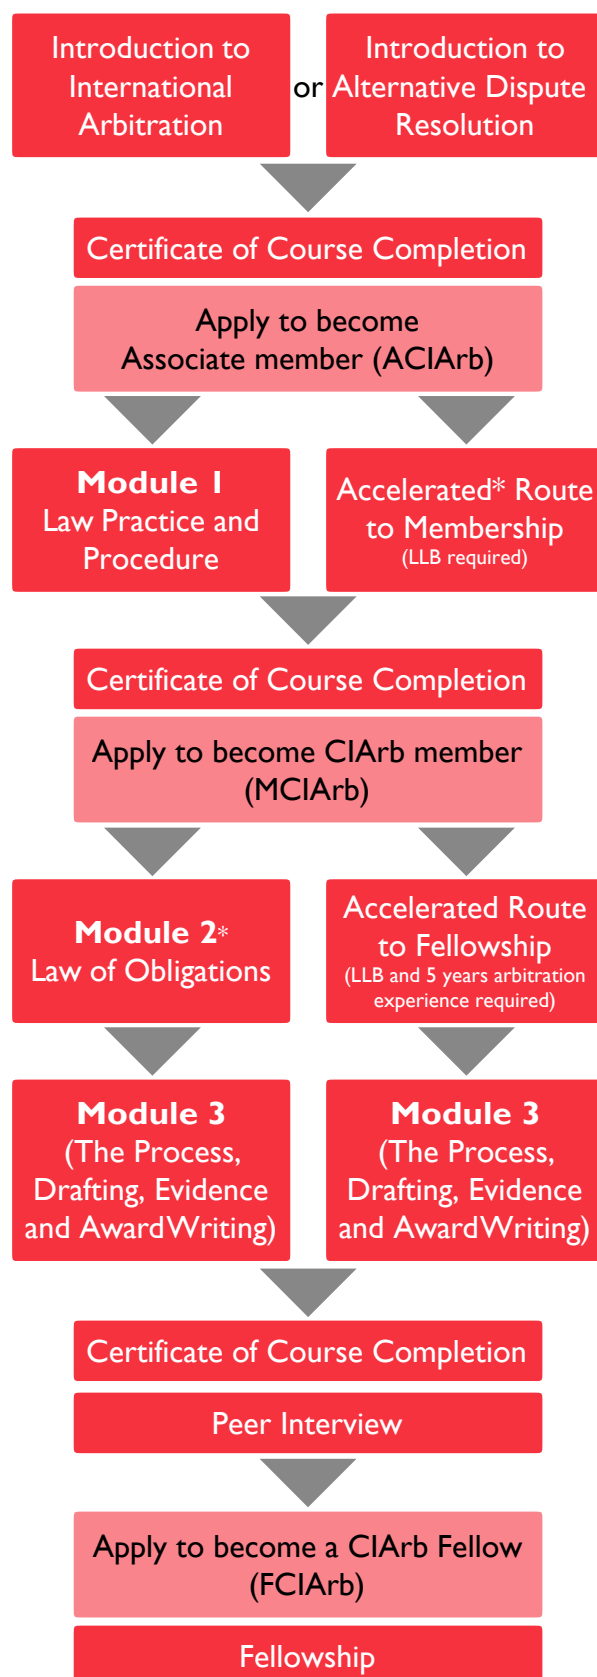 Introduction to
International
Arbitration
or
Introduction to
Alternative Dispute
Resolution
Certificate of Course Completion
Apply to become
Associate member (ACIArb)
Module 1
Law Practice and
Procedure
Accelerated* Route
to Membership
(LLB required)
Certificate of Course Completion
Apply to become CIArb member
(MCIArb)
Module 2*
Law of Obligations
Accelerated Route
to Fellowship
(LLB and 5 years arbitration
experience required)
Module 3
(The Process,
Drafting, Evidence
and Award Writing)
Module 3
(The Process,
Drafting, Evidence
and Award Writing)
Certificate of Course Completion
Peer Interview
Apply to become a CIArb Fellow
(FCIArb)
Fellowship